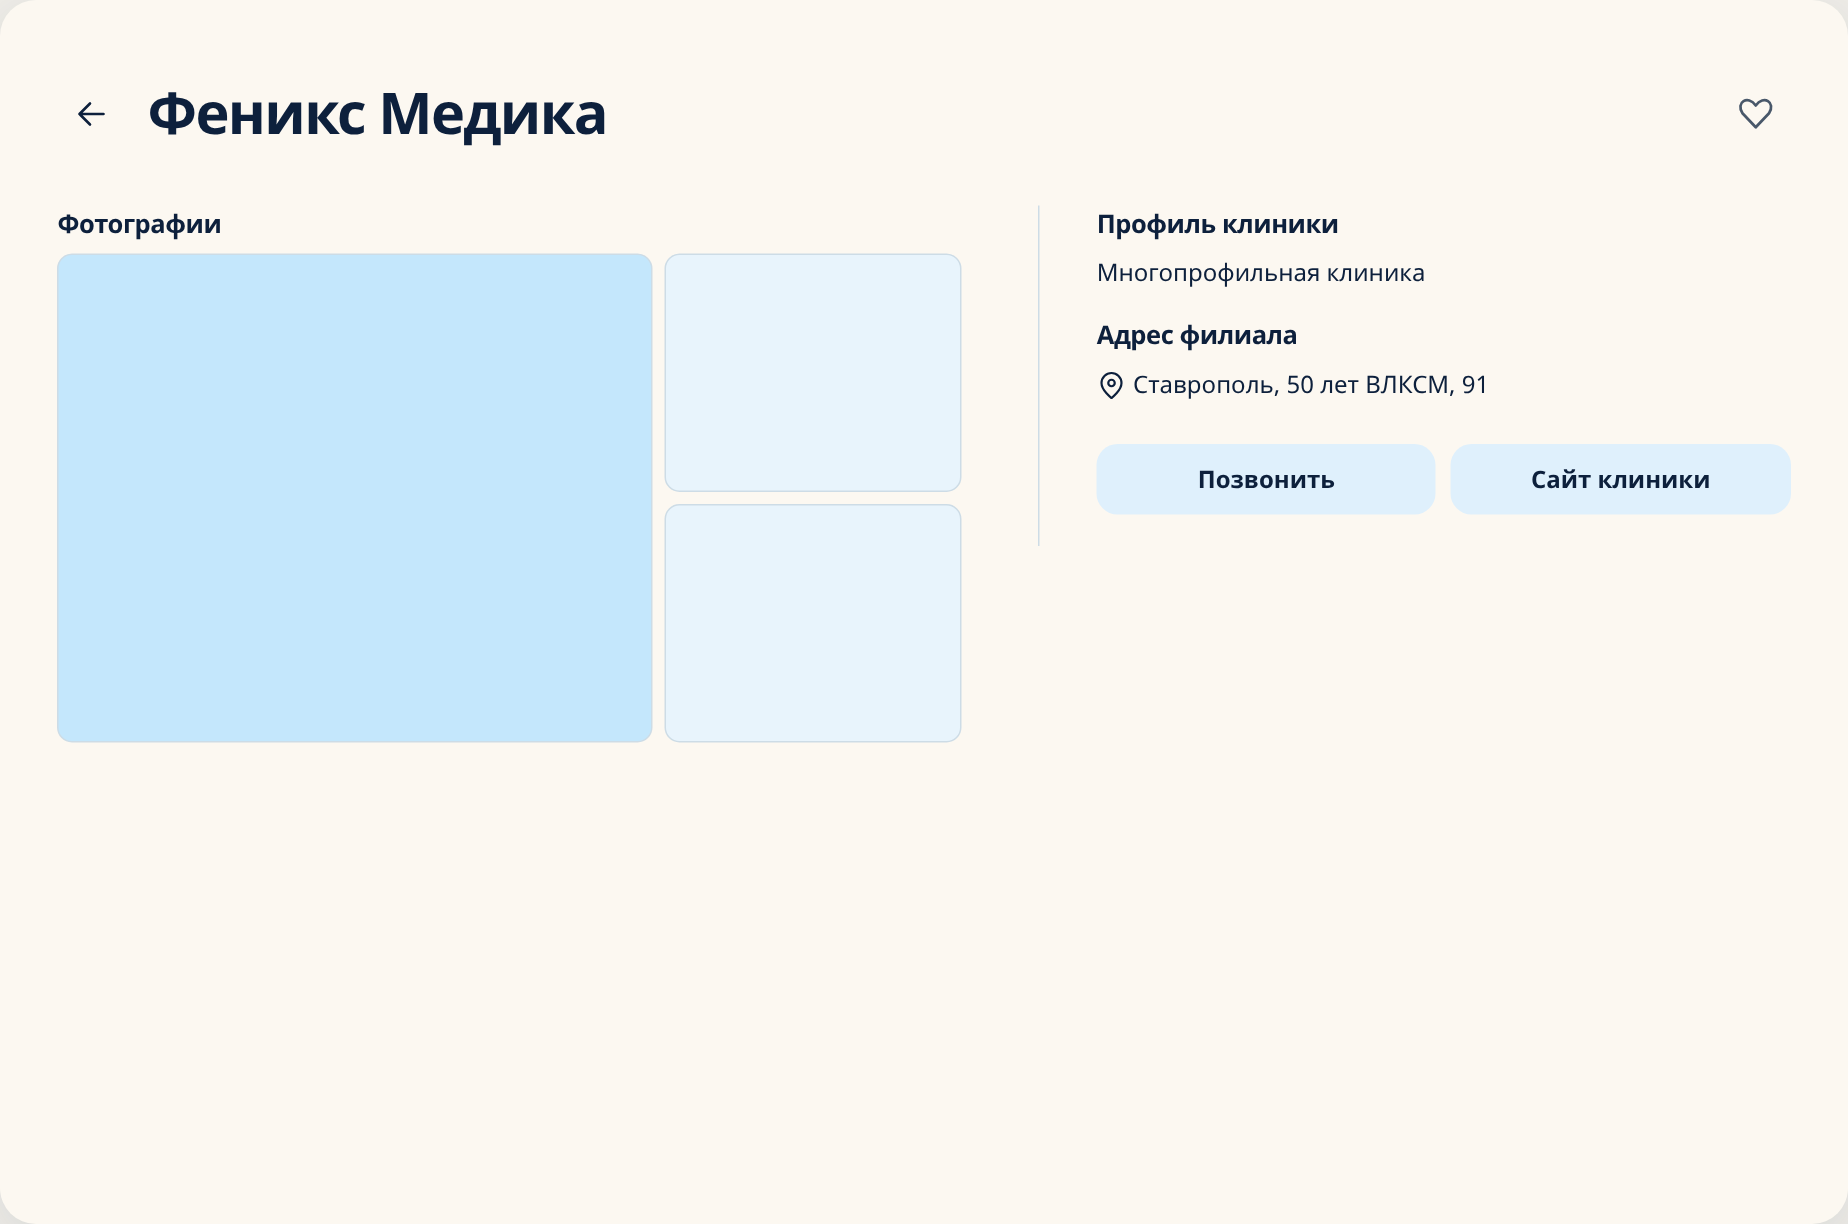 Феникс Медика
Фотографии
Профиль клиники
Многопрофильная клиника
Адрес филиала
Ставрополь, 50 лет ВЛКСМ, 91
Позвонить
Сайт клиники